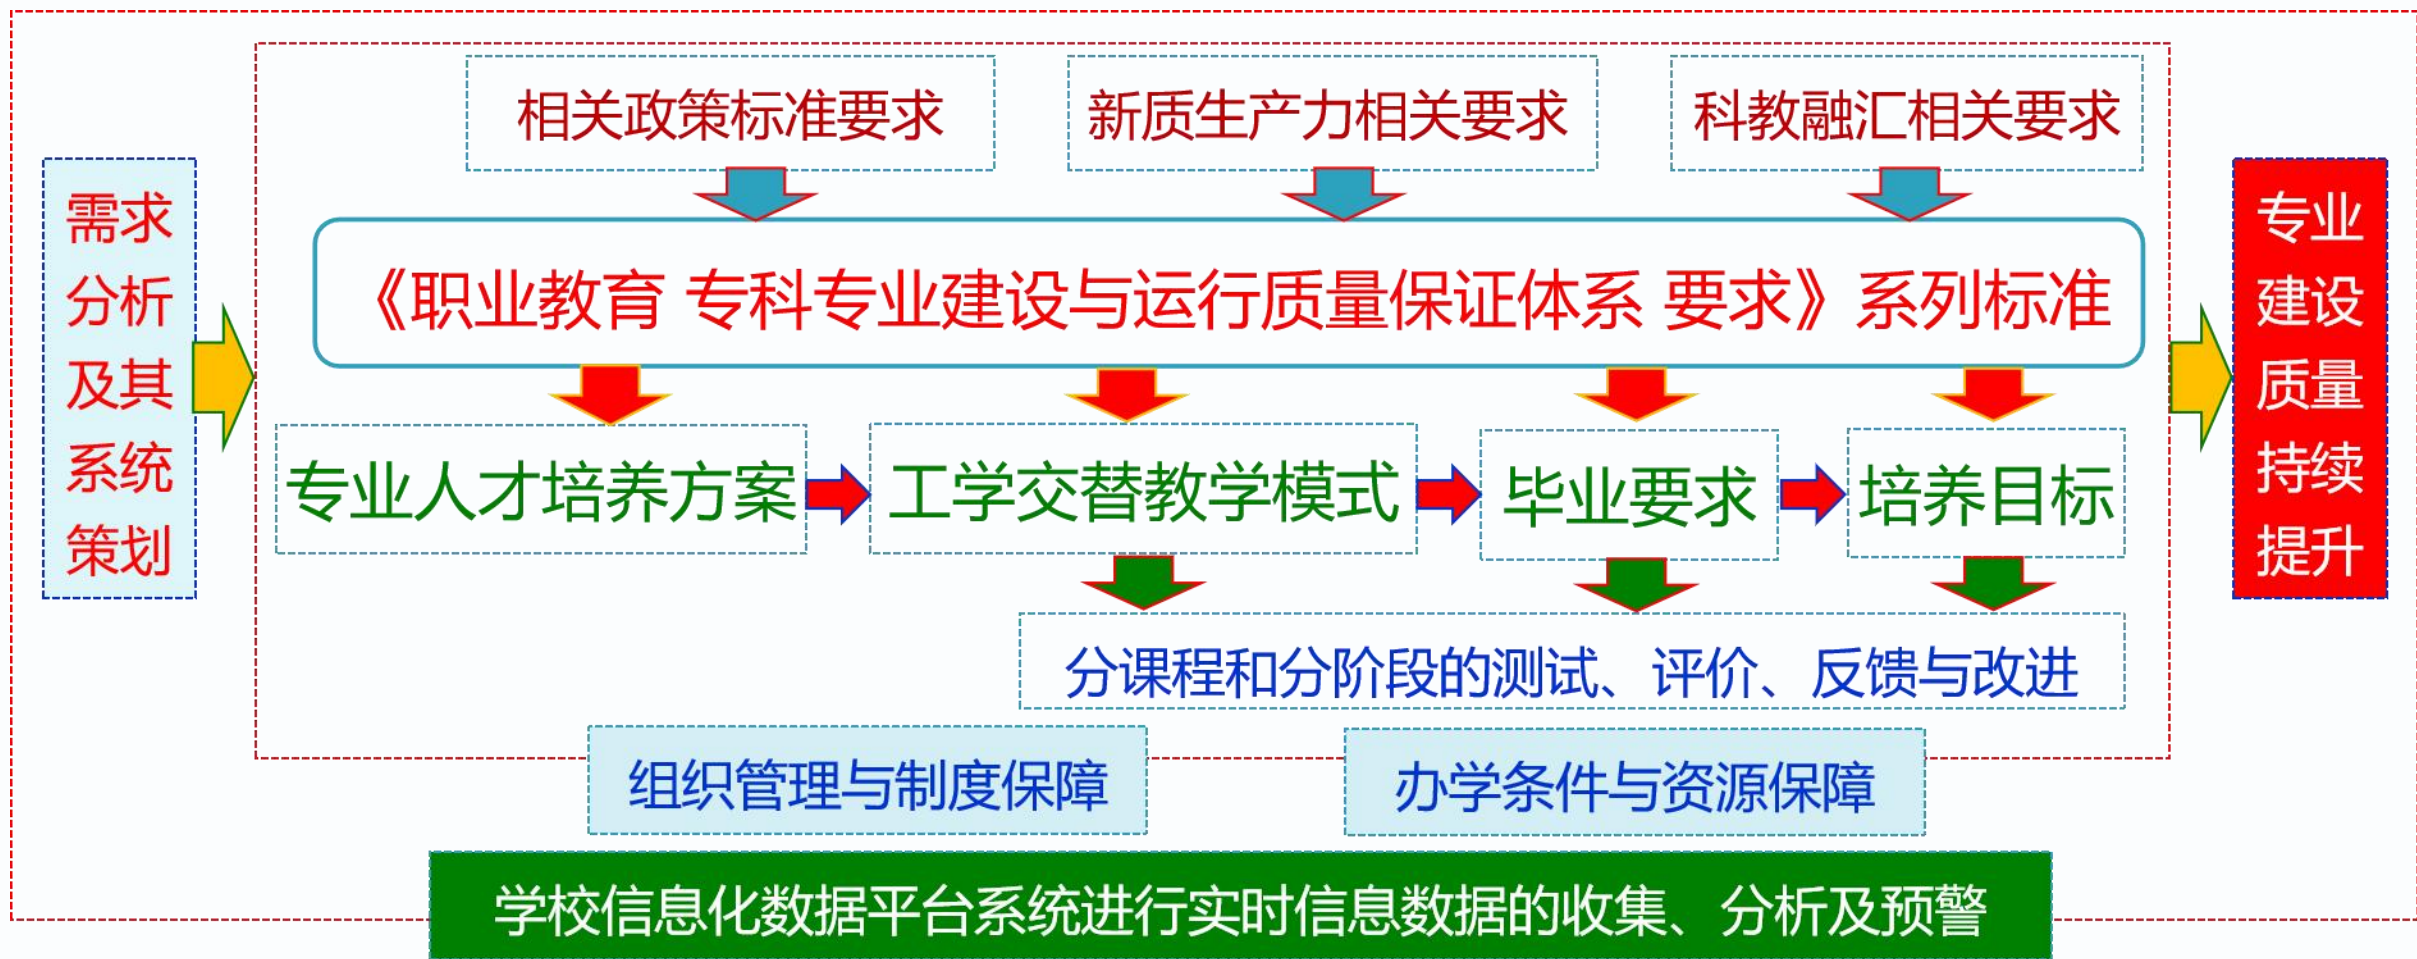 相关政策标准要求
新质生产力相关要求
科教融汇相关要求
需求
分析
及其
系统
策划
《职业教育 专科专业建设与运行质量保证体系 要求》系列标准
专业人才培养方案
工学交替教学模式
毕业要求
培养目标
分课程和分阶段的测试、评价、反馈与改进
组织管理与制度保障
办学条件与资源保障
专业
建设
质量
持续
提升
学校信息化数据平台系统进行实时信息数据的收集、分析及预警